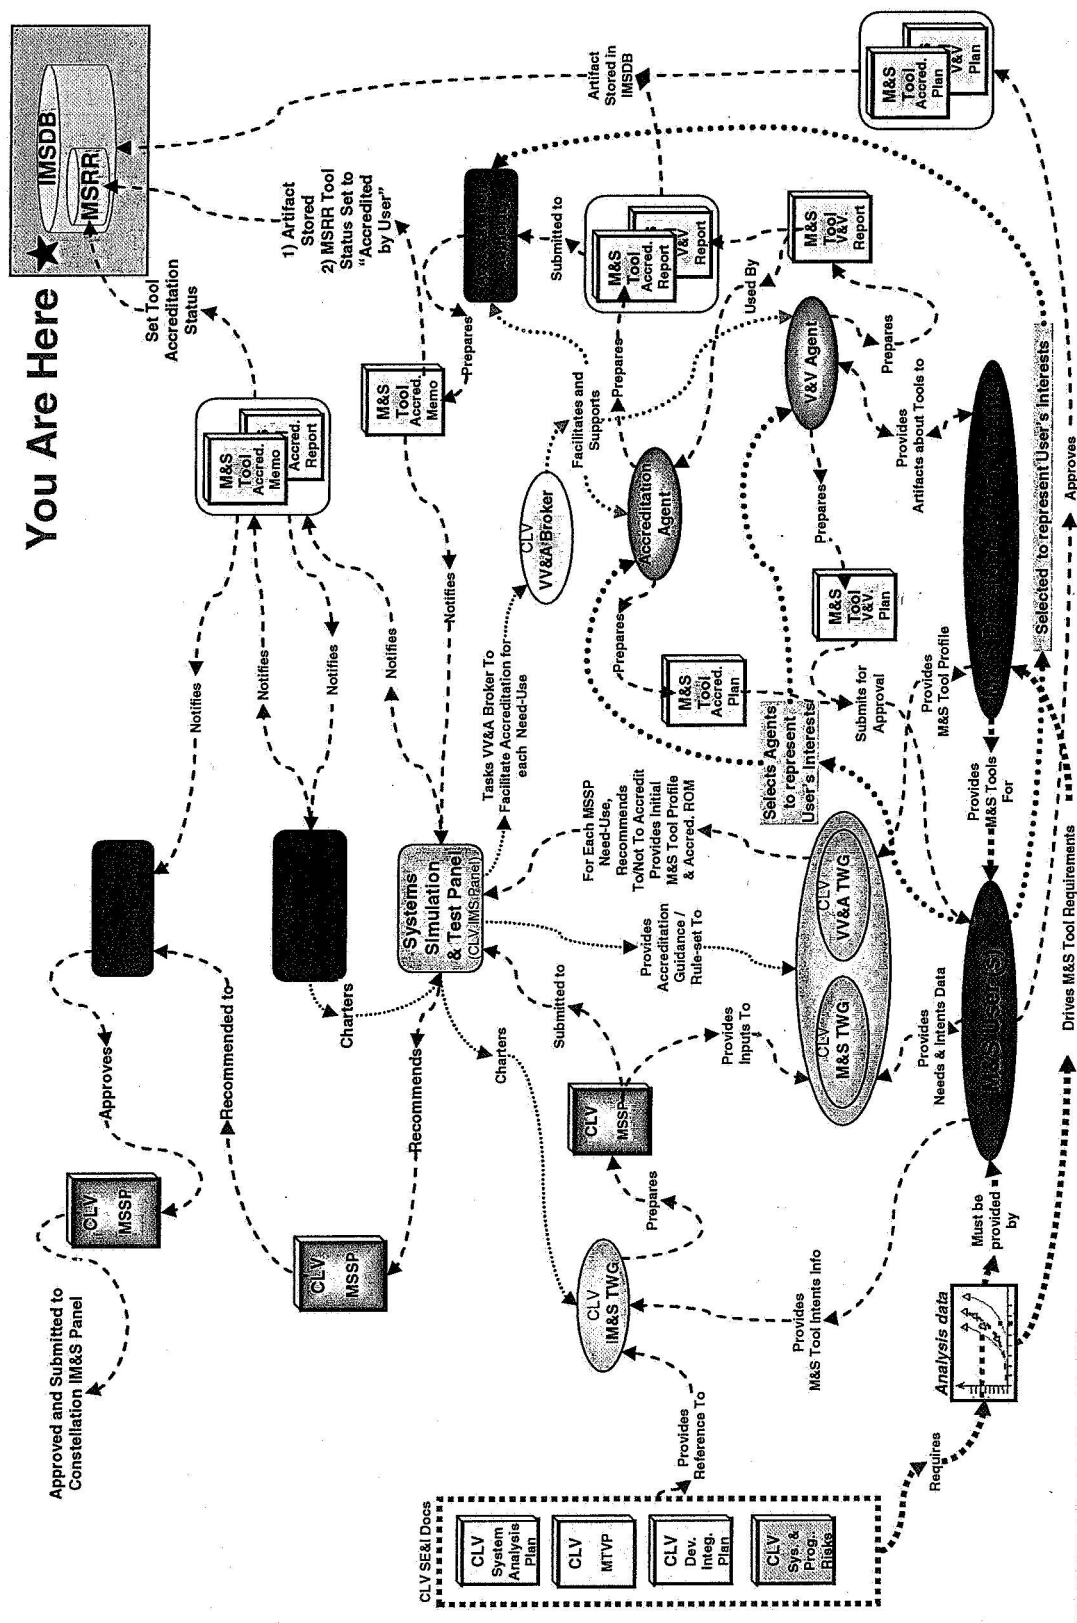 You Are Here
IMSDB
MSRR
Approved and Submitted to
Constellation IM&S Panel
CLV
MSSP
Approves
Notifies
Set Tool
Accreditation
Status
M&S
Tool
Accred.
Memo
Accred.
Report
Recommended to
Notifies
Notifies
Notifies
1) Artifact
Stored
2) MSRR Tool
Status Set to
“Accredited
by User”
CLV
MSSP
Charters
Recommends
Systems
Simulation
& Test Panel
(CLV IMS Panel)
Notifies
M&S
Tool
Accred.
Memo
Prepares
Charters
Tasks VV&A Broker To
Facilitate Accreditation for
each Need-Use
CLV
VV&A Broker
Facilitates and
Supports
Submitted to
Artifact
Stored in
IMSDB
CLV SE&I Docs
CLV
System
Analysis
Plan
CLV
MTVP
CLV
Dev.
Integ.
Plan
CLV
Sys. &
Prog.
Risks
Provides
Reference To
CLV
IM&S TWG
Prepares
CLV
MSSP
Submitted to
Provides
Inputs To
Provides
Accreditation
Guidance /
Rule-set To
For Each MSSP
Need-Use,
Recommends
To/Not To Accredit
Provides Initial
M&S Tool Profile
& Accred. ROM
Prepares
M&S
Tool
Accred.
Plan
Accreditation
Agent
Prepares
M&S
Tool
Accred.
Report
V&V
Report
Used By
M&S
Tool
V&V
Report
Selects Agents
to represent
User's Interests
CLV
M&S TWG
CLV
VV&A TWG
Submits for
Approval
M&S
Tool
V&V
Plan
Prepares
V&V Agent
Prepares
M&S
Tool
Accred.
Plan
V&V
Plan
Provides
M&S Tool Intents Info
Provides
Needs & Intents Data
Provides
M&S Tool Profile
Provides
Artifacts about Tools to
Requires
Analysis data
Must be
provided
by
M&S User(s)
Provides
M&S Tools
For
Selected to represent User's Interests
Drives M&S Tool Requirements
Approves